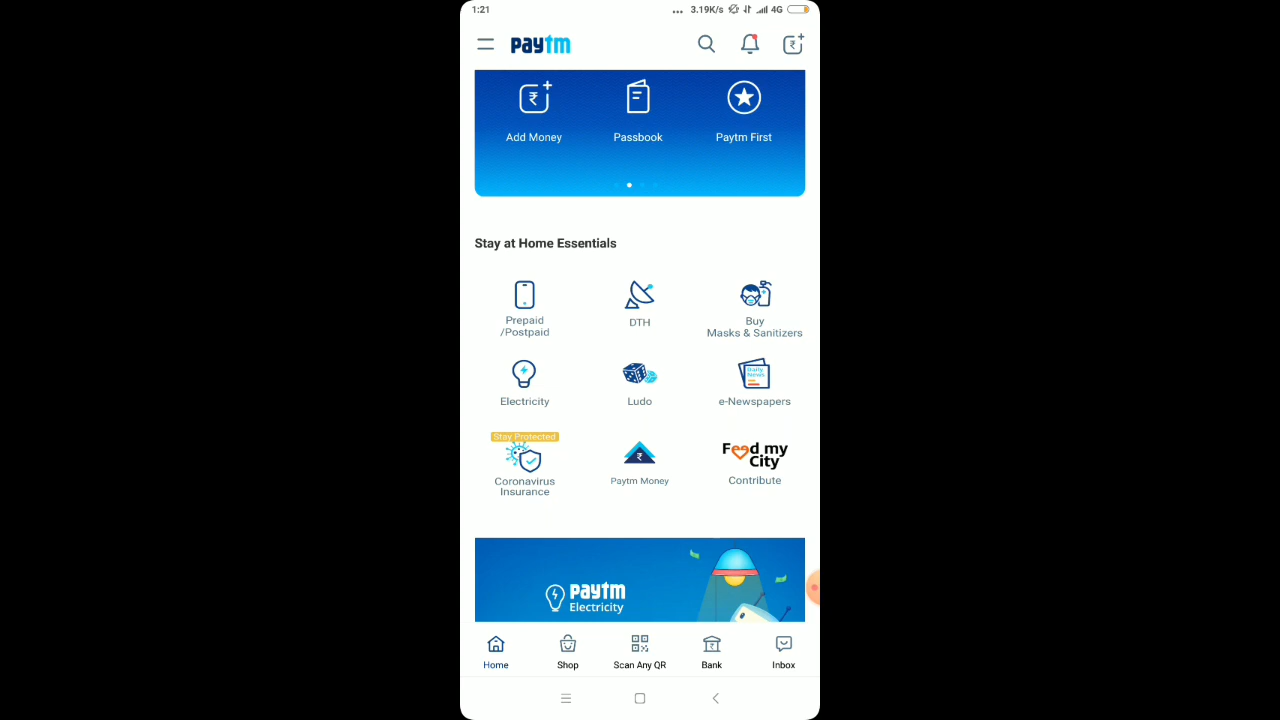 1:21
... 3.19K/s 4G
paytm
Add Money Passbook Paytm First
Stay at Home Essentials
Prepaid
/Postpaid
DTH
Buy
Masks & Sanitizers
Electricity
Ludo
Daily
News
e-Newspapers
Stay Protected
Coronavirus
Insurance
₹
Paytm Money
Feed my
City
Contribute
paytm
Electricity
Home Shop Scan Any QR Bank Inbox